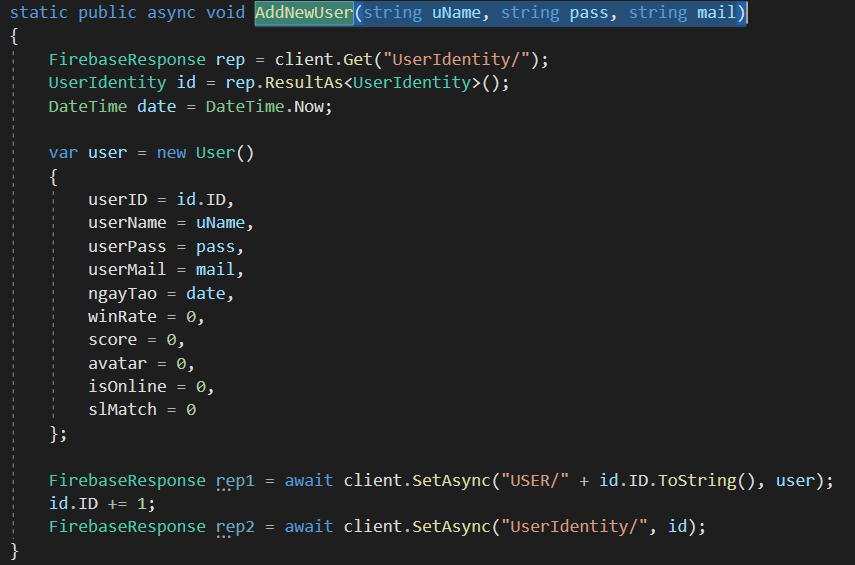 static public async void AddNewUser(string uName, string pass, string mail)
{
FirebaseResponse rep = client.Get("UserIdentity/");
UserIdentity id = rep.ResultAs<UserIdentity>();
DateTime date = DateTime.Now;
var user = new User()
{
userID = id.ID,
userName = uName,
userPass = pass,
userMail = mail,
ngayTao = date,
winRate = 0,
score = 0,
avatar = 0,
isOnline = 0,
slMatch = 0
};
FirebaseResponse rep1 = await client.SetAsync("USER/" + id.ID.ToString(), user);
id.ID += 1;
FirebaseResponse rep2 = await client.SetAsync("UserIdentity/", id);
}